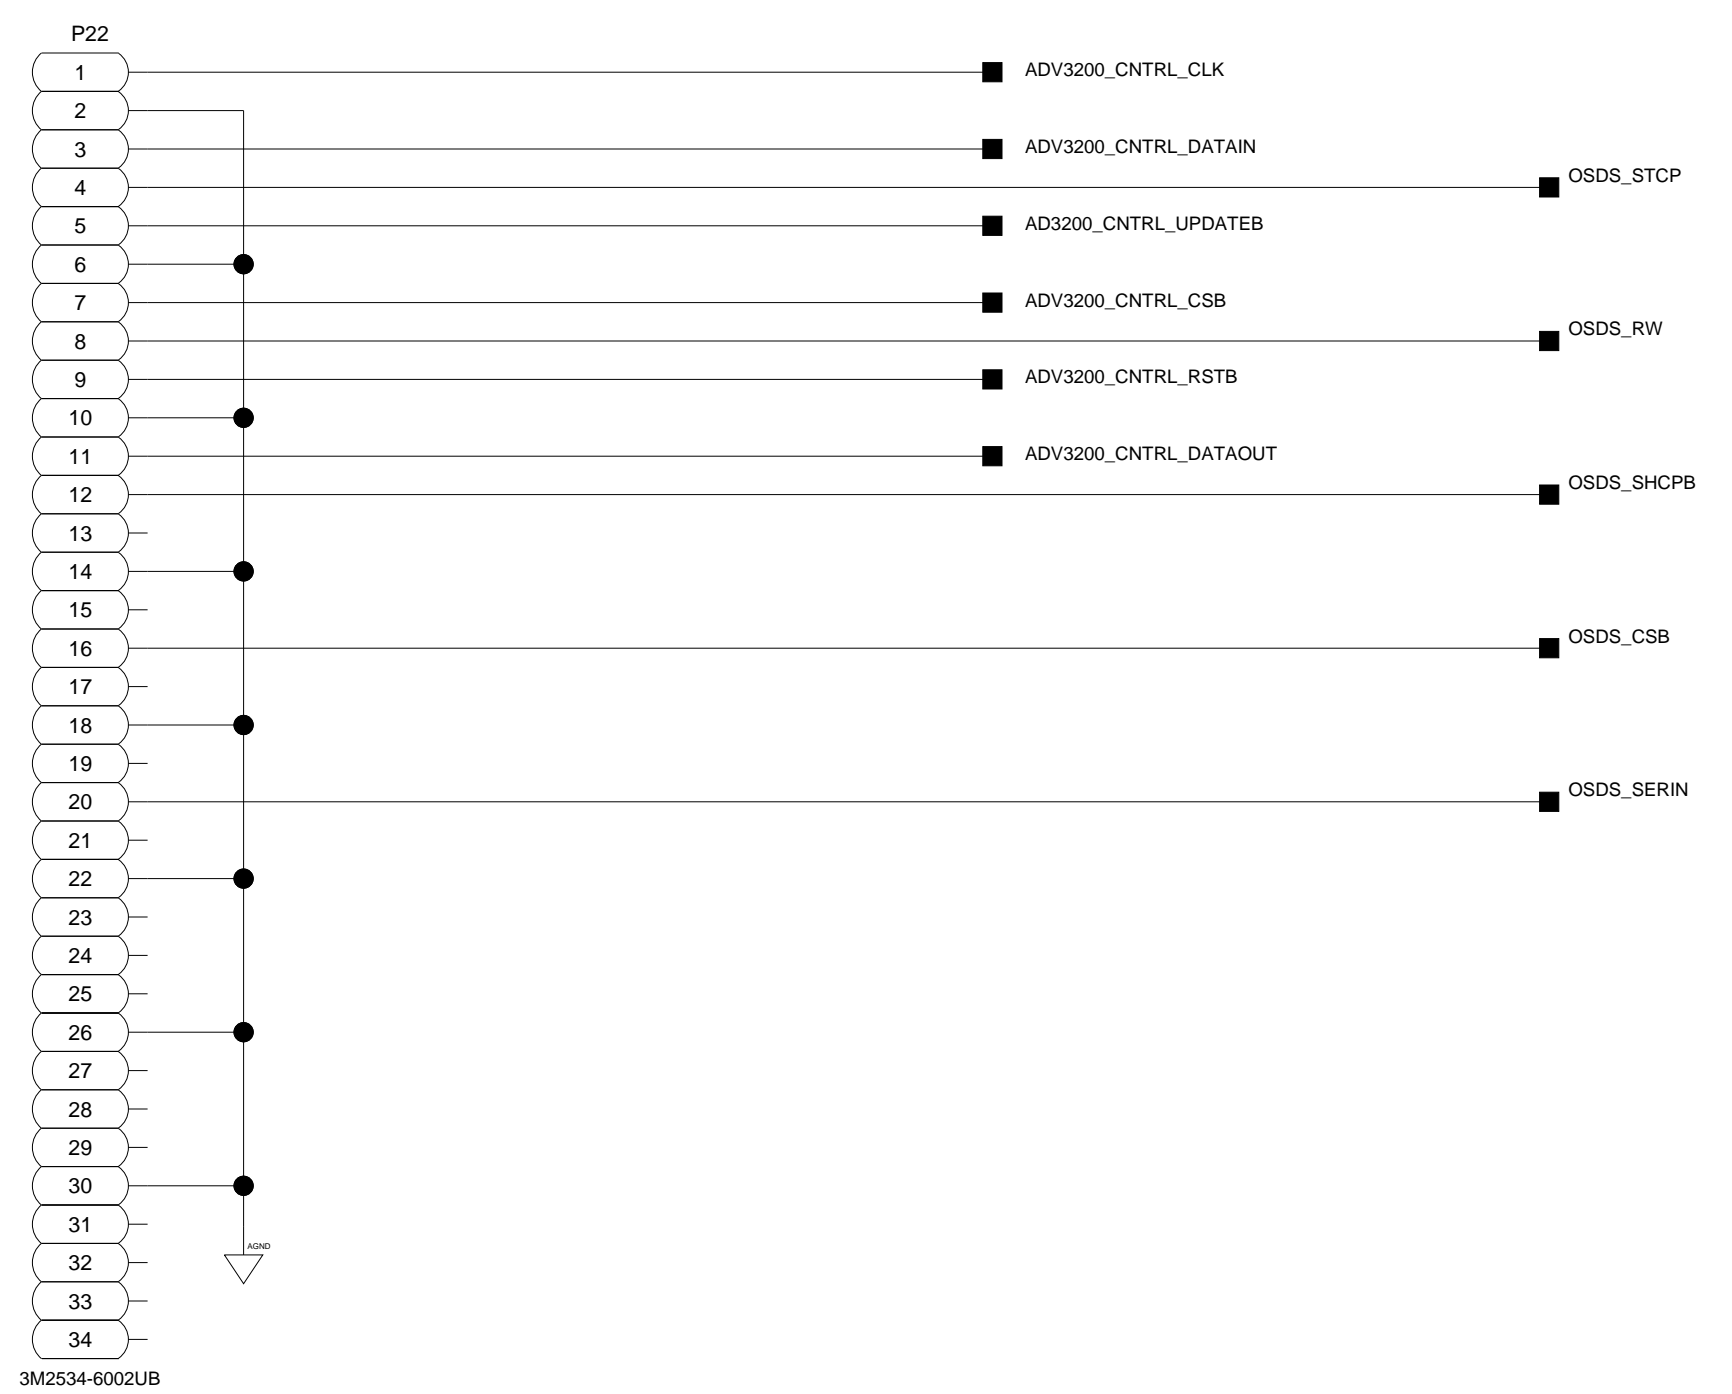 P22
1 ADV3200_CNTRL_CLK
2
3 ADV3200_CNTRL_DATAIN
4 OSDS_STCP
5 AD3200_CNTRL_UPDATEB
6
7 ADV3200_CNTRL_CSB
8 OSDS_RW
9 ADV3200_CNTRL_RSTB
10
11 ADV3200_CNTRL_DATAOUT
12 OSDS_SHCPB
13
14
15
16 OSDS_CSB
17
18
19
20 OSDS_SERIN
21
22
23
24
25
26
27
28
29
30
31
AGND
32
33
34
3M2534-6002UB